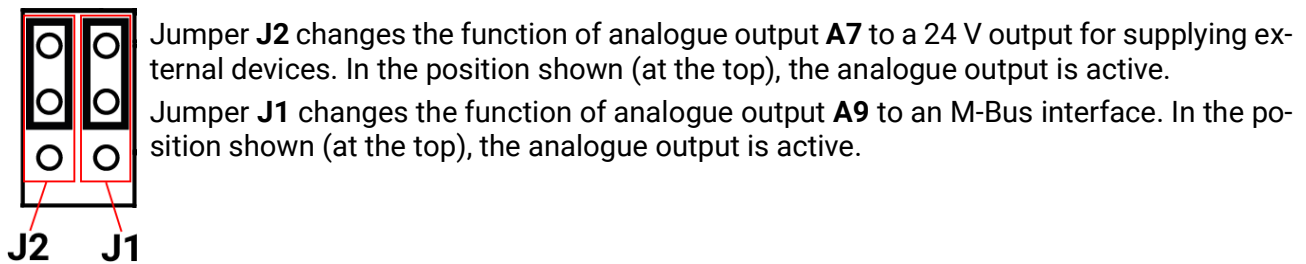 Jumper J2 changes the function of analogue output A7 to a 24 V output for supplying ex-
ternal devices. In the position shown (at the top), the analogue output is active.
Jumper J1 changes the function of analogue output A9 to an M-Bus interface. In the po-
sition shown (at the top), the analogue output is active.
J2 J1